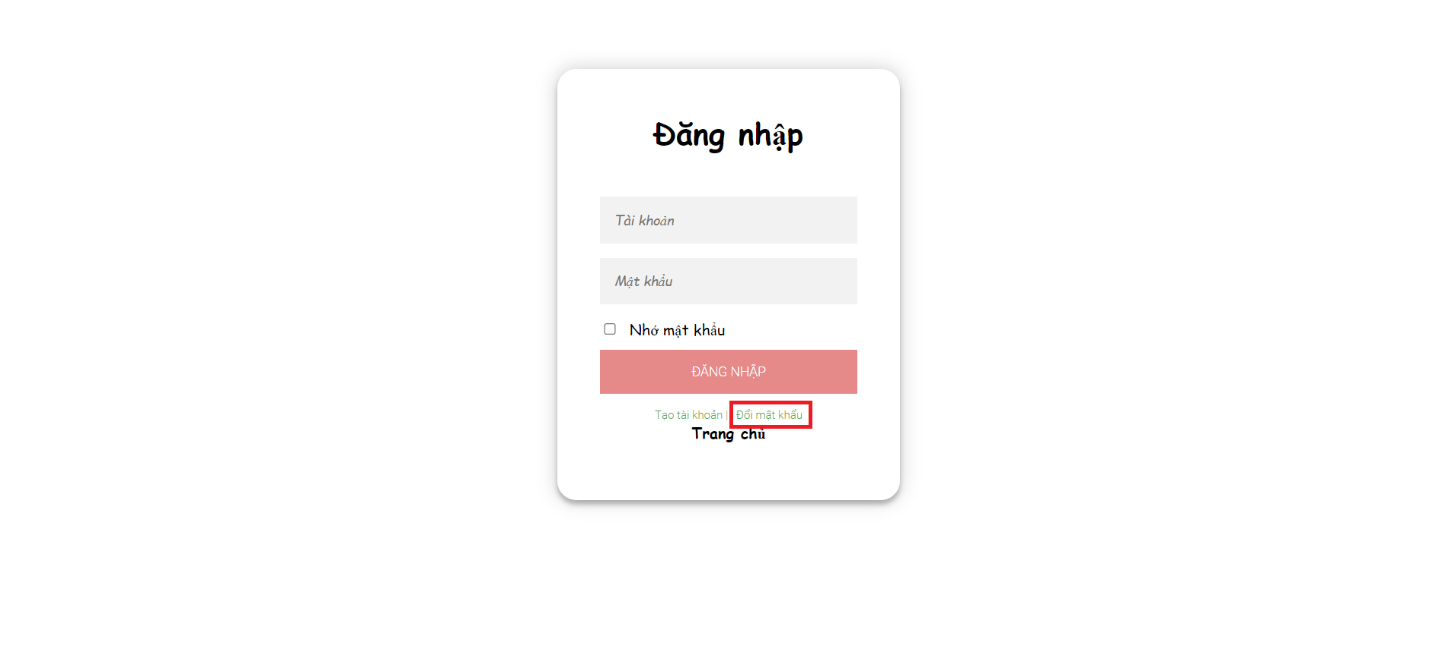 Đăng nhập
Tài khoản
Mật khẩu
Nhớ mật khẩu
ĐĂNG NHẬP
Tạo tài khoản | Đổi mật khẩu
Trang chủ